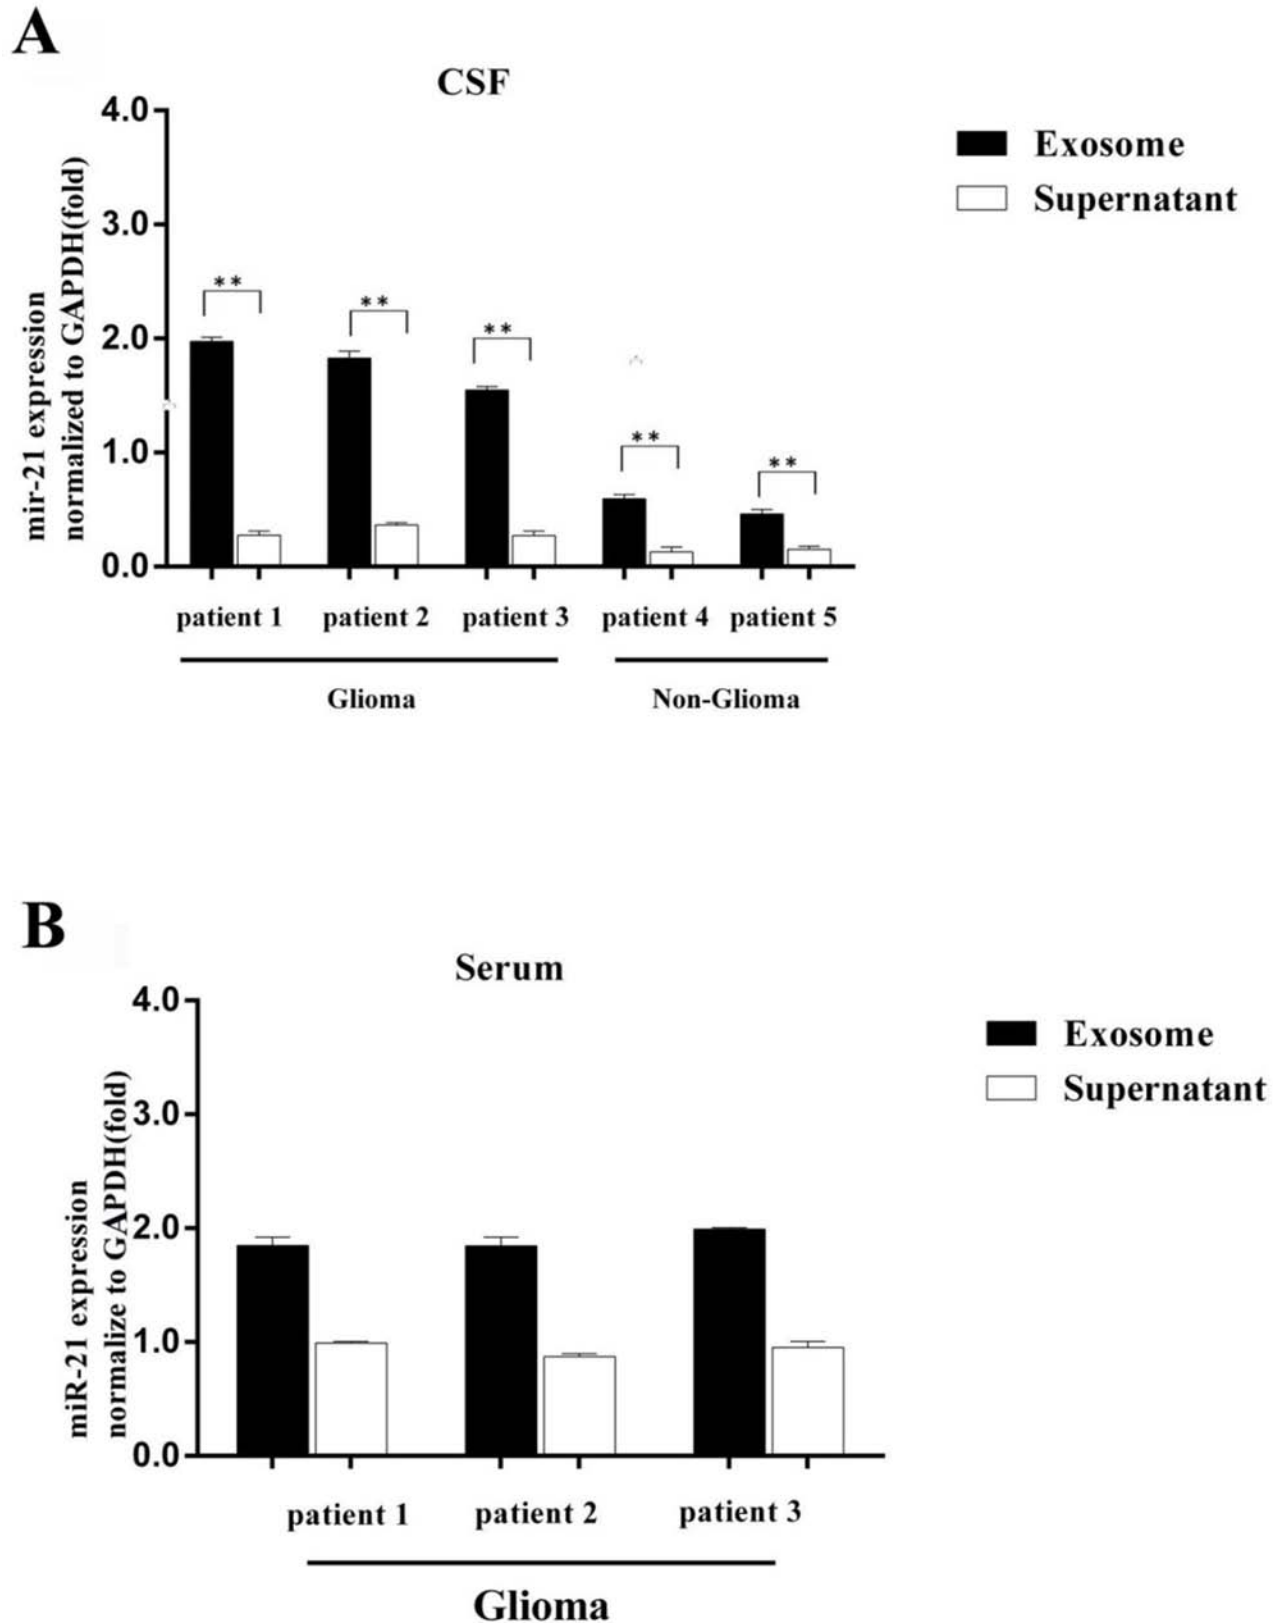 A
CSF
4.0
3.0
2.0
1.0
0.0
mir-21 expression
normalized to GAPDH(fold)
Exosome
Supernatant
**
**
**
**
**
patient 1 patient 2 patient 3 patient 4 patient 5
Glioma Non-Glioma
B
Serum
4.0
3.0
2.0
1.0
0.0
miR-21 expression
normalize to GAPDH(fold)
Exosome
Supernatant
patient 1 patient 2 patient 3
Glioma